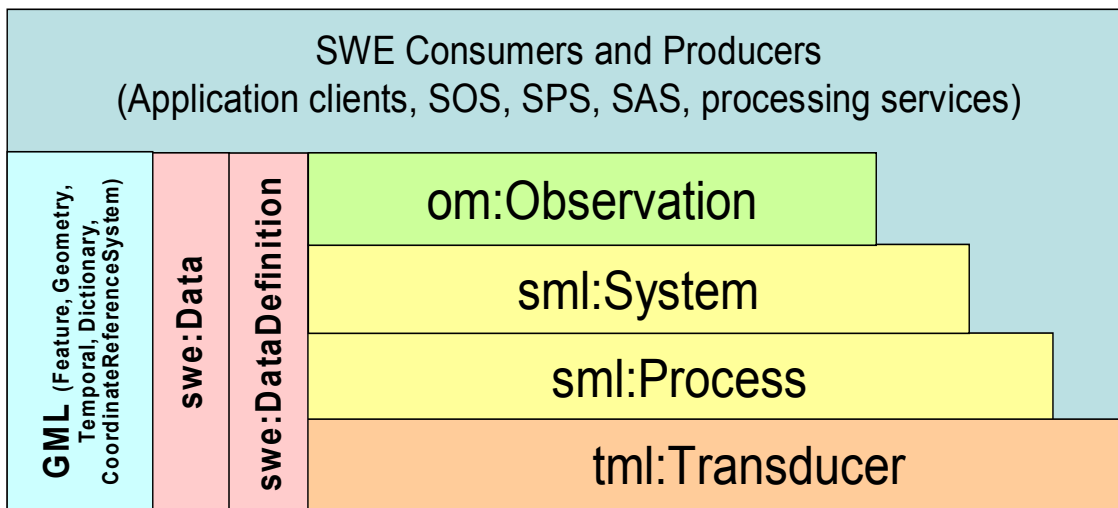 SWE Consumers and Producers
(Application clients, SOS, SPS, SAS, processing services)
GML (Feature, Geometry,
Temporal, Dictionary,
CoordinateReferenceSystem)
swe:Data
swe:DataDefinition
om:Observation
sml:System
sml:Process
tml:Transducer